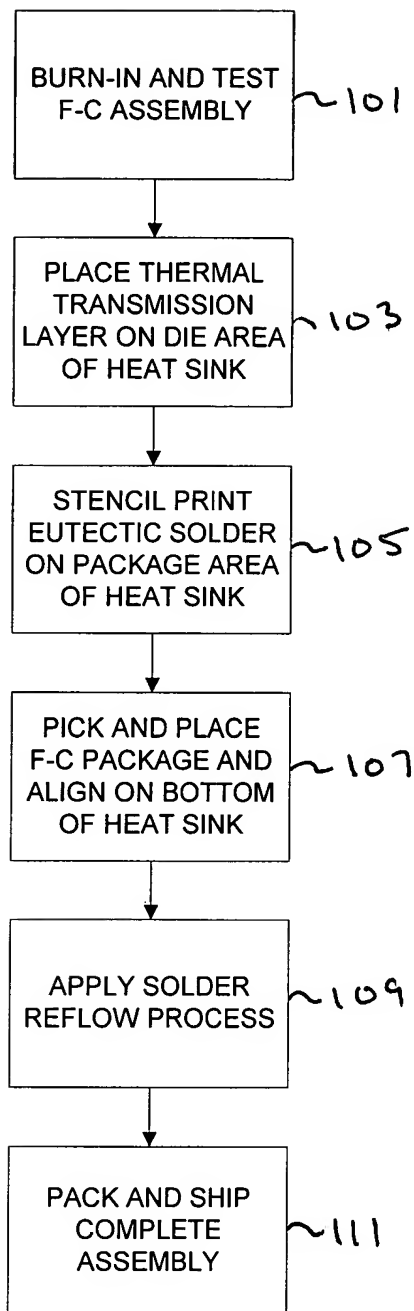 BURN-IN AND TEST
F-C ASSEMBLY
101
PLACE THERMAL
TRANSMISSION
LAYER ON DIE AREA
OF HEAT SINK
103
STENCIL PRINT
EUTECTIC SOLDER
ON PACKAGE AREA
OF HEAT SINK
105
PICK AND PLACE
F-C PACKAGE AND
ALIGN ON BOTTOM
OF HEAT SINK
107
APPLY SOLDER
REFLOW PROCESS
109
PACK AND SHIP
COMPLETE
ASSEMBLY
111